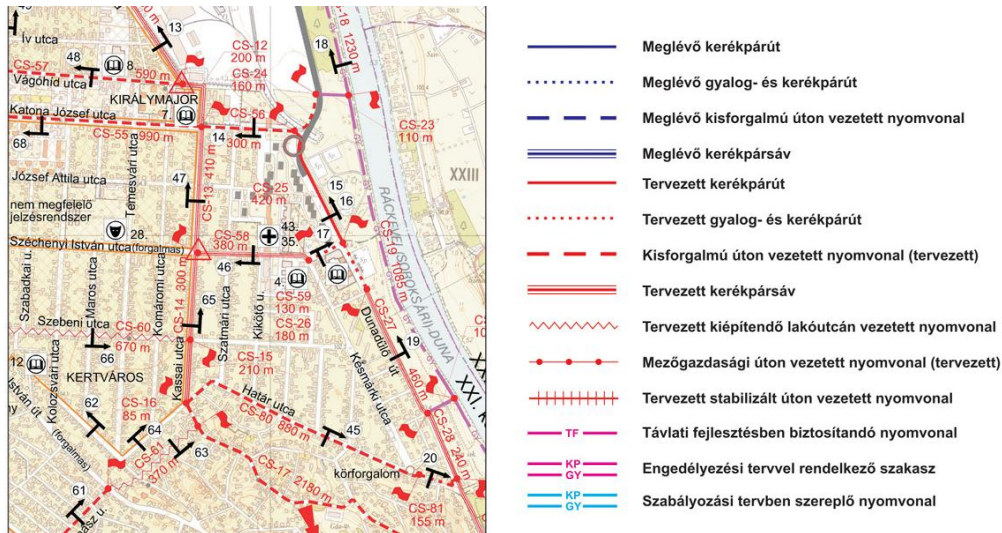 13
CS-18
1230 m
Ív utca
CS-12
200 m
18
48
8.
CS-57
590 m
CS-24
160 m
Vágóhíd utca
KIRÁLYMAJOR
7.
Katona József utca
CS-56
CS-55
990 m
14
300 m
CS-23
110 m
68
XXIII
Temesvári utca
CS-13
410 m
József Attila utca
47
CS-25
420 m
15
16
nem megfelelő
jelzésrendszer
RÁCKEVEI (SOROKSÁRI)-DUNA
28.
CS-58
380 m
43.
35.
17
Széchenyi István utca
(forgalmas)
CS-19
1085 m
46
4.
Szabadkai u.
Maros utca
Komáromi utca
300 m
CS-14
65
Szatmári utca
Kikötő u.
CS-59
130 m
CS-26
180 m
CS-27
Szebeni utca
CS-60
670 m
66
Dunadűlő út
19
12.
CS-15
210 m
KERTVÁROS
Kolozsvári utca
Kassai utca
Késmárki utca
XXI. k
István út
(forgalmas)
CS-16
85 m
62
64
Határ utca
460 m
CS-80
880 m
45
CS-28
240 m
CS-61
370 m
63
CS-17
2180 m
20
körforgalom
61
CS-81
155 m
Meglévő kerékpárút
Meglévő gyalog- és kerékpárút
Meglévő kisforgalmú úton vezetett nyomvonal
Meglévő kerékpársáv
Tervezett kerékpárút
Tervezett gyalog- és kerékpárút
Kisforgalmú úton vezetett nyomvonal (tervezett)
Tervezett kerékpársáv
Tervezett kiépítendő lakóutcán vezetett nyomvonal
Mezőgazdasági úton vezetett nyomvonal (tervezett)
Tervezett stabilizált úton vezetett nyomvonal
TF Távlati fejlesztésben biztosítandó nyomvonal
KP
GY Engedélyezési tervvel rendelkező szakasz
KP
GY Szabályozási tervben szereplő nyomvonal